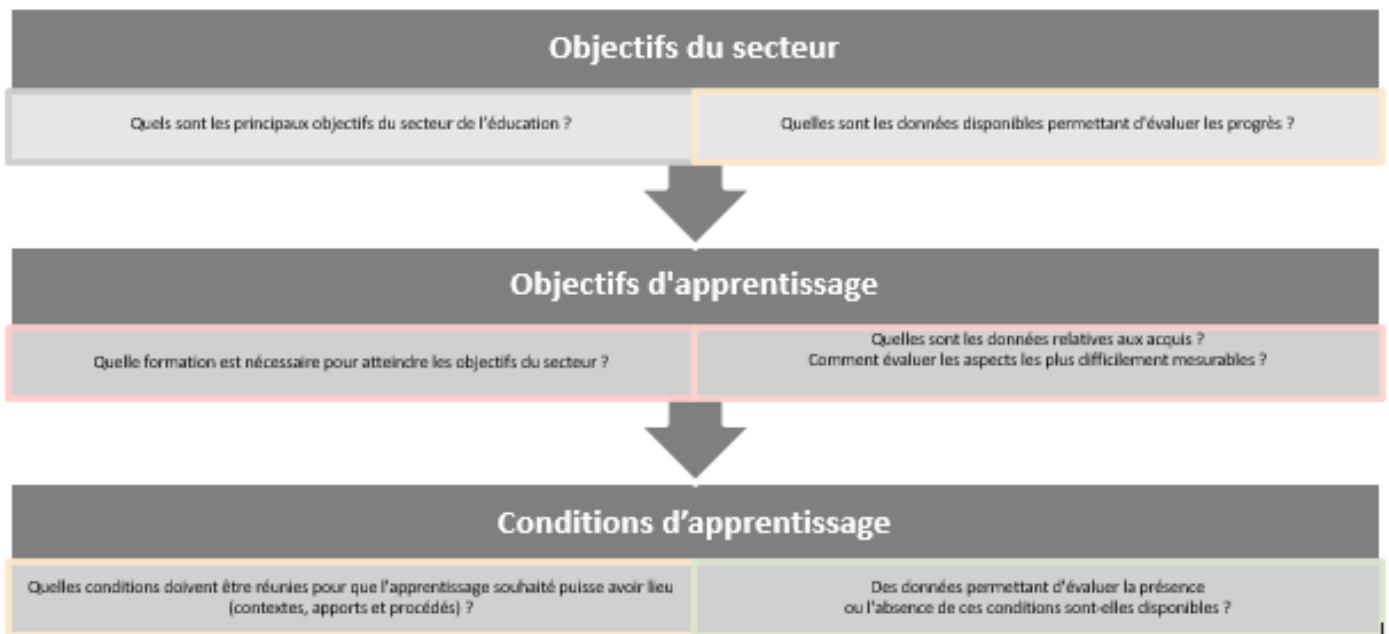 Objectifs du secteur
Quels sont les principaux objectifs du secteur de l'éducation ?
Quelles sont les données disponibles permettant d'évaluer les progrès ?
Objectifs d'apprentissage
Quelle formation est nécessaire pour atteindre les objectifs du secteur ?
Quelles sont les données relatives aux acquis ?
Comment évaluer les aspects les plus difficilement mesurables ?
Conditions d’apprentissage
Quelles conditions doivent être réunies pour que l'apprentissage souhaité puisse avoir lieu
(contextes, apports et procédés) ?
Des données permettant d'évaluer la présence
ou l'absence de ces conditions sont-elles disponibles ?